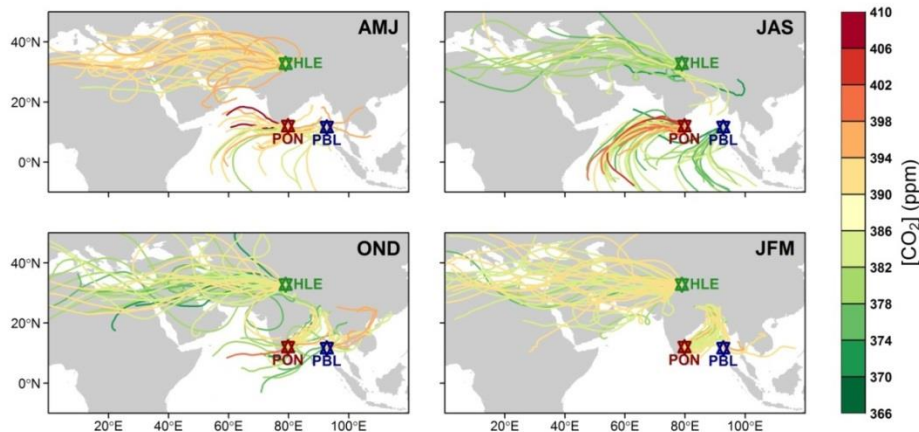 AMJ
JAS
40°N
20°N
0°N
HLE
PON
PBL
HLE
PON
PBL
OND
JFM
40°N
20°N
0°N
HLE
PON
PBL
HLE
PON
PBL
20°E 40°E 60°E 80°E 100°E
20°E 40°E 60°E 80°E 100°E
410
406
402
398
394
390
386
382
378
374
370
366
[CO₂] (ppm)